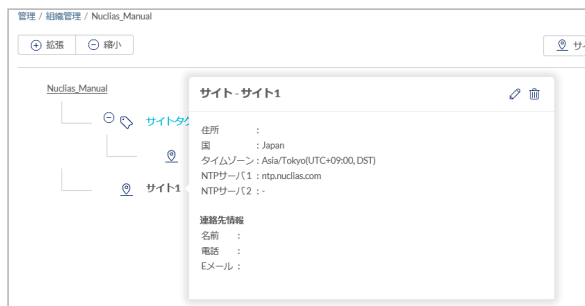 管理 / 組織管理 / Nuclias_Manual
拡張 縮小
サイ
Nuclias_Manual
サイトタグ
サイト1
サイト - サイト1
住所 :
国 : Japan
タイムゾーン : Asia/Tokyo(UTC+09:00, DST)
NTPサーバ1 : ntp.nuclias.com
NTPサーバ2 : -
連絡先情報
名前 :
電話 :
Eメール :